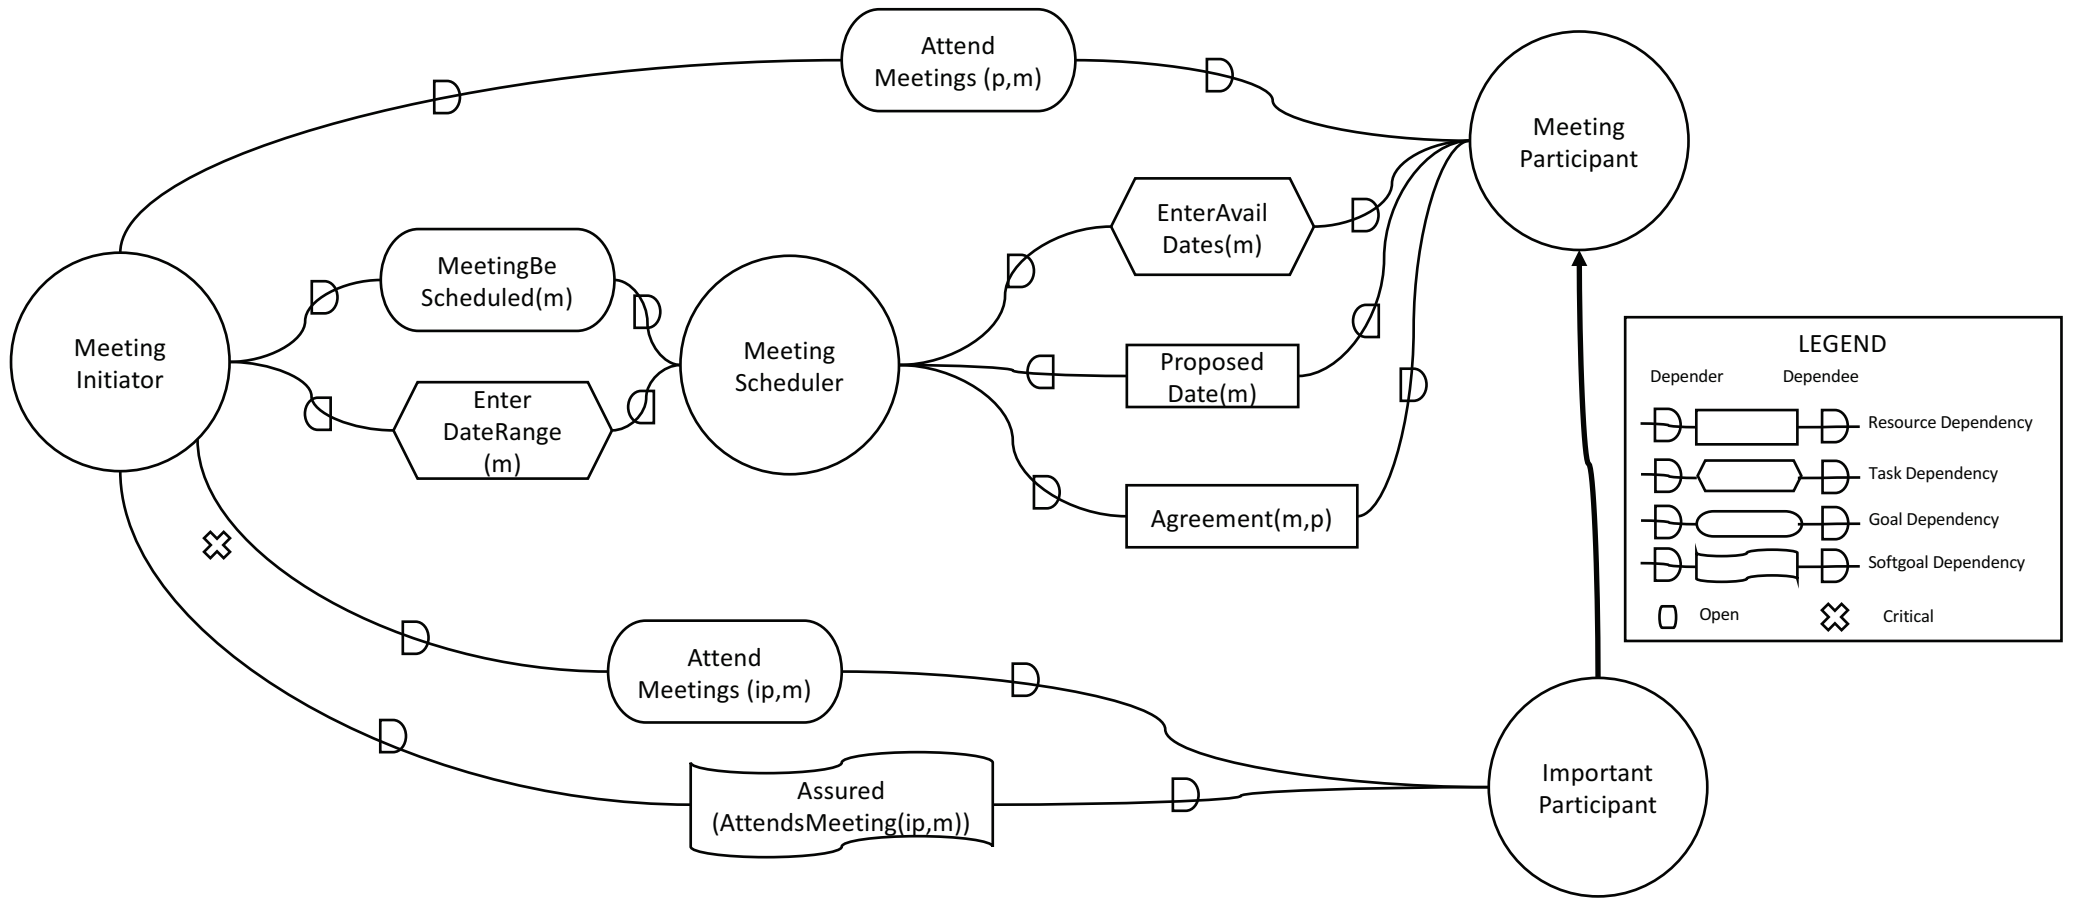 Attend
Meetings (p,m)
Meeting
Participant
EnterAvail
Dates(m)
MeetingBe
Scheduled(m)
Meeting
Initiator
Meeting
Scheduler
Enter
DateRange
(m)
Proposed
Date(m)
Agreement(m,p)
LEGEND
Depender Dependee
Resource Dependency
Task Dependency
Goal Dependency
Softgoal Dependency
Open Critical
Attend
Meetings (ip,m)
Assured
(AttendsMeeting(ip,m))
Important
Participant